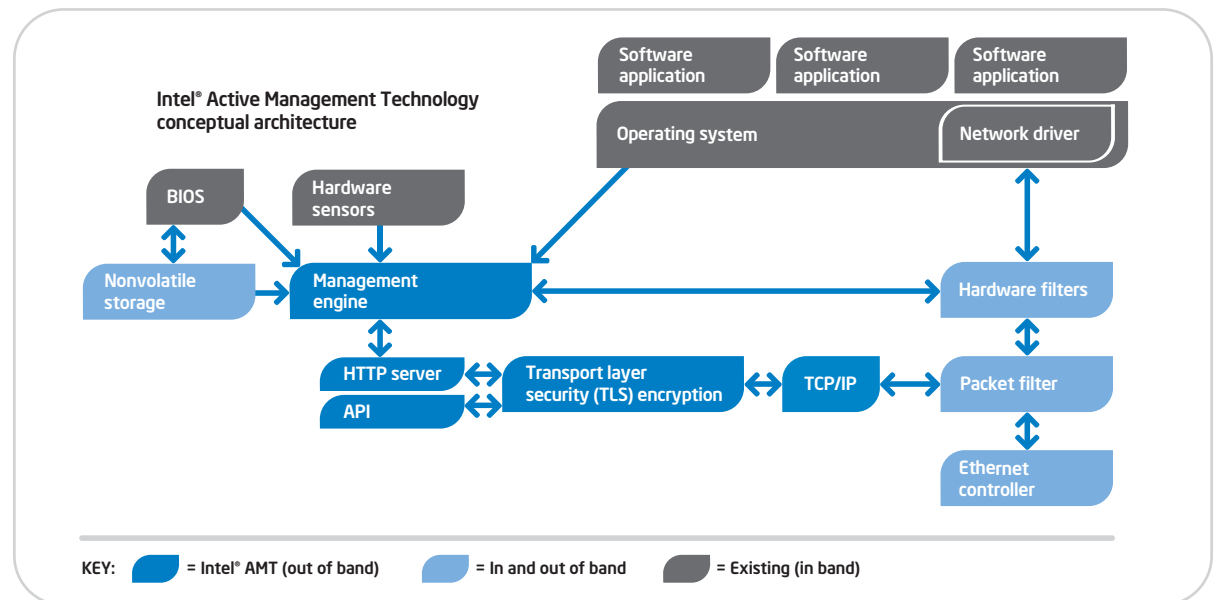 Intel® Active Management Technology
conceptual architecture
Software
application
Software
application
Software
application
Operating system
Network driver
BIOS
Hardware
sensors
Nonvolatile
storage
Management
engine
Hardware filters
HTTP server
API
Transport layer
security (TLS) encryption
TCP/IP
Packet filter
Ethernet
controller
KEY:
= Intel® AMT (out of band)
= In and out of band
= Existing (in band)